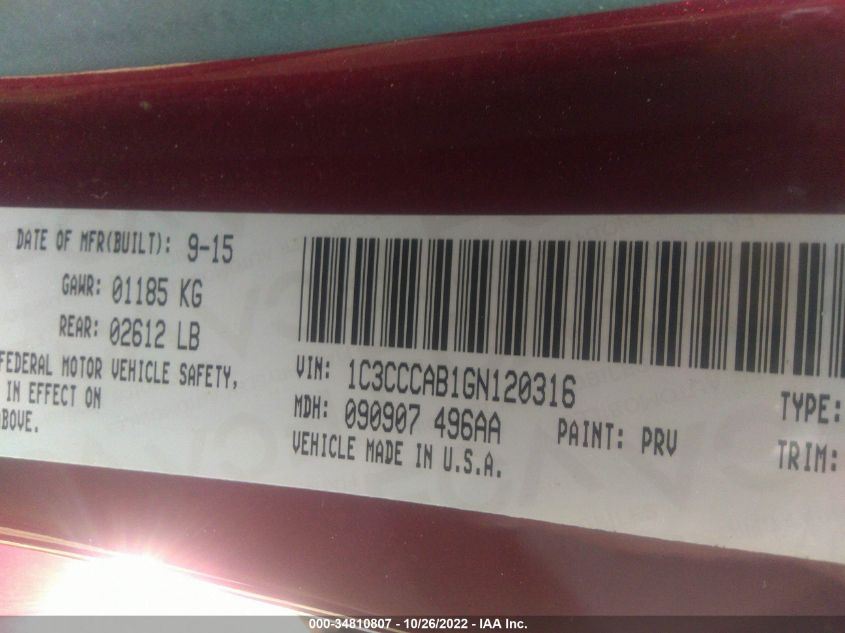 DATE OF MFR(BUILT): 9-15
GAWR: 01185 KG
REAR: 02612 LB
FEDERAL MOTOR VEHICLE SAFETY,
IN EFFECT ON
ABOVE.
VIN: 1C3CCCAB1GN120316
MDH: 090907 496AA
PAINT: PRV
VEHICLE MADE IN U.S.A.
TYPE:
TRIM:
000-34810807 - 10/26/2022 - IAA Inc.